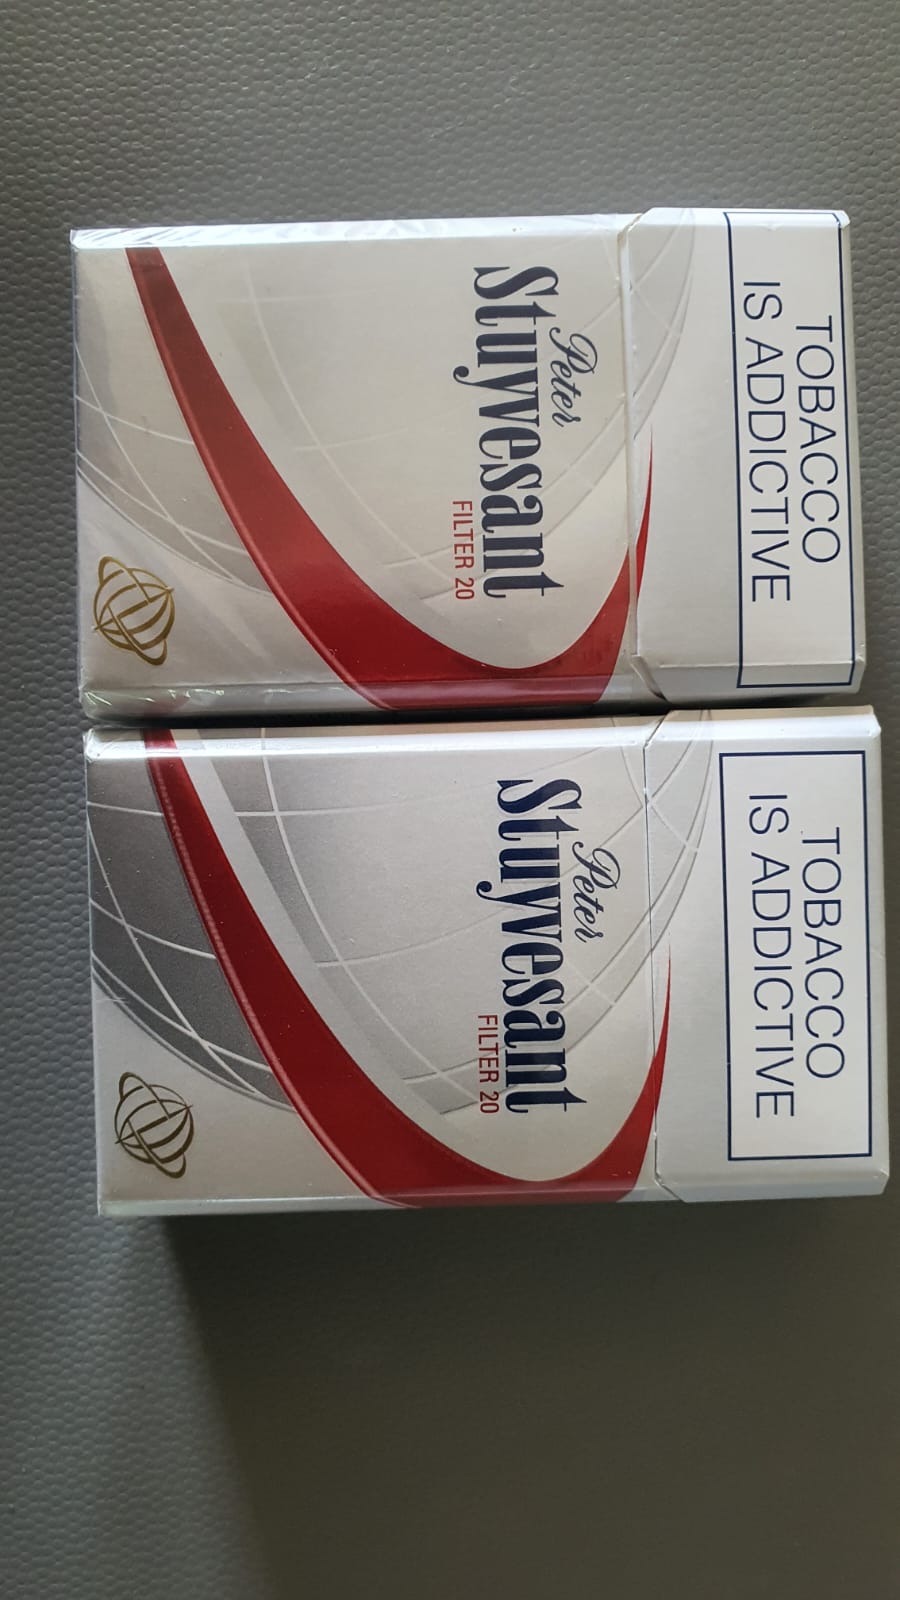 TOBACCO
IS ADDICTIVE
Peter
Stuyvesant
FILTER 20
TOBACCO
IS ADDICTIVE
Peter
Stuyvesant
FILTER 20